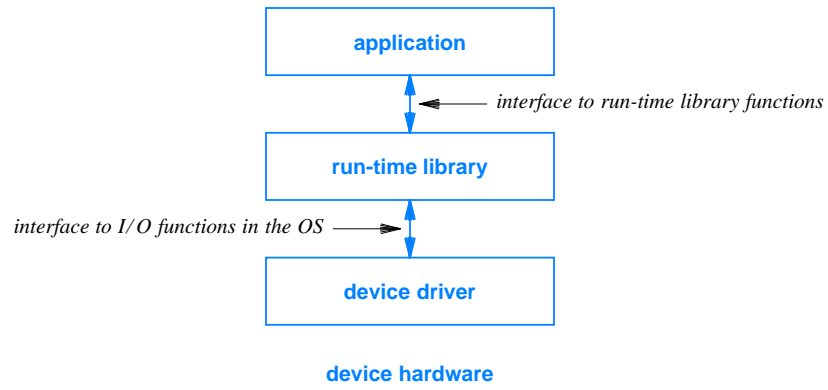 application
interface to run-time library functions
run-time library
interface to I/O functions in the OS
device driver
device hardware